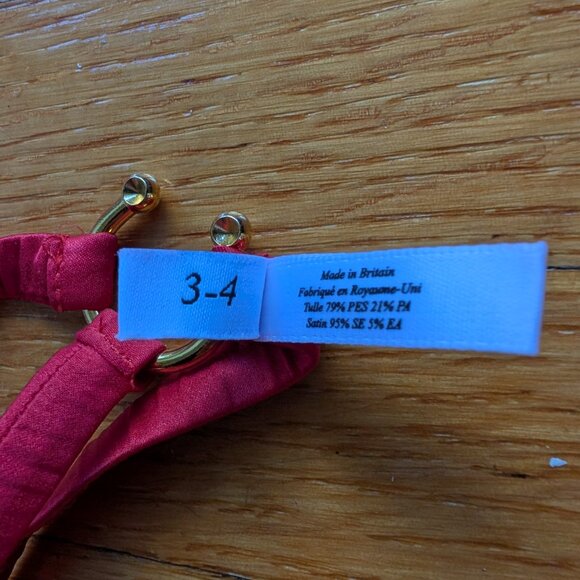 3-4
Made in Britain
Fabriqué en Royaume-Uni
Tulle 79% PES 21% PA
Satin 95% SE 5% EA